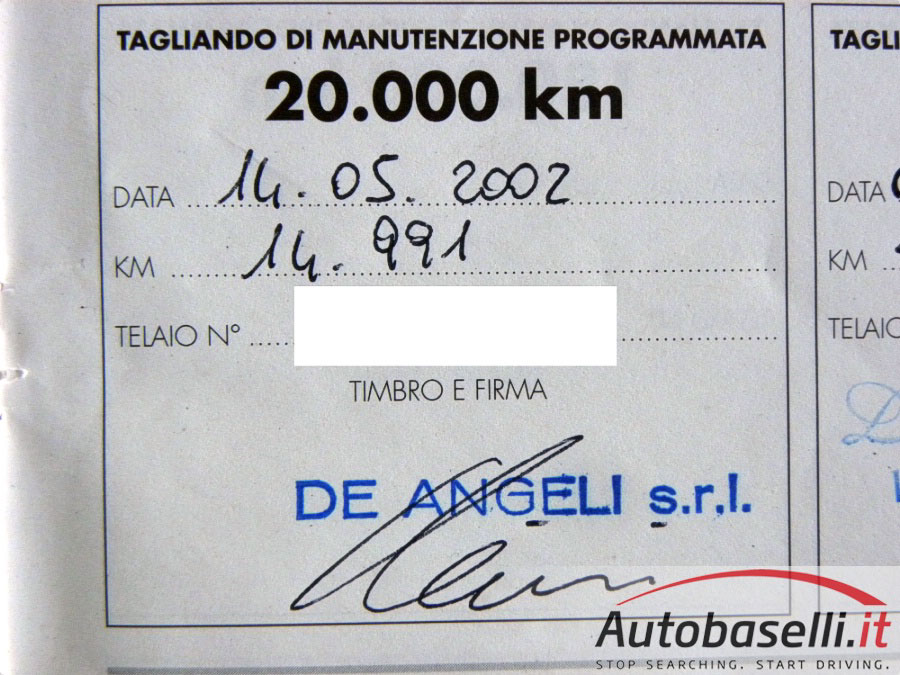 TAGLIANDO DI MANUTENZIONE PROGRAMMATA
20.000 km
DATA 14.05.2002
KM 14.991
TELAIO N°
TIMBRO E FIRMA
DE ANGELI s.r.l.
TAGLI
DATA
KM
TELAIO
Autobaselli.it
STOP SEARCHING. START DRIVING.